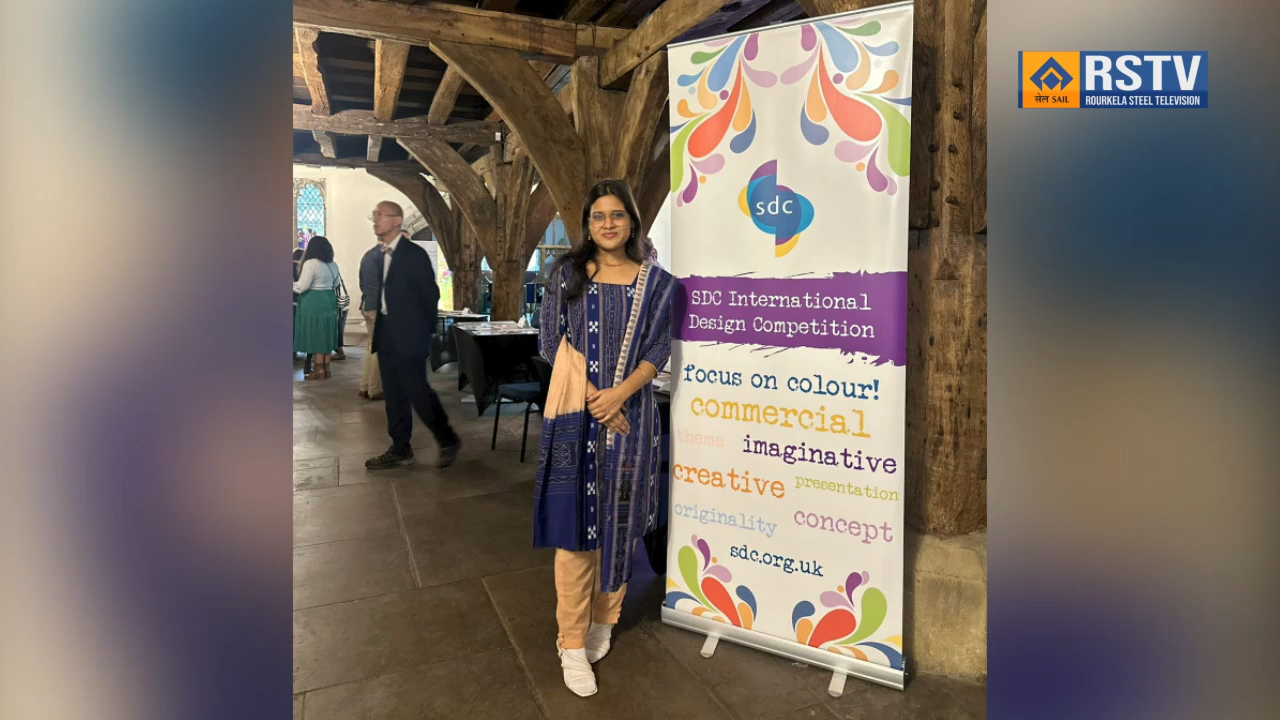 सेल SAIL
RSTV
ROURKELA STEEL TELEVISION
sdc
SDC International
Design Competition
focus on colour!
commercial
theme
imaginative
creative
presentation
originality
concept
sdc.org.uk